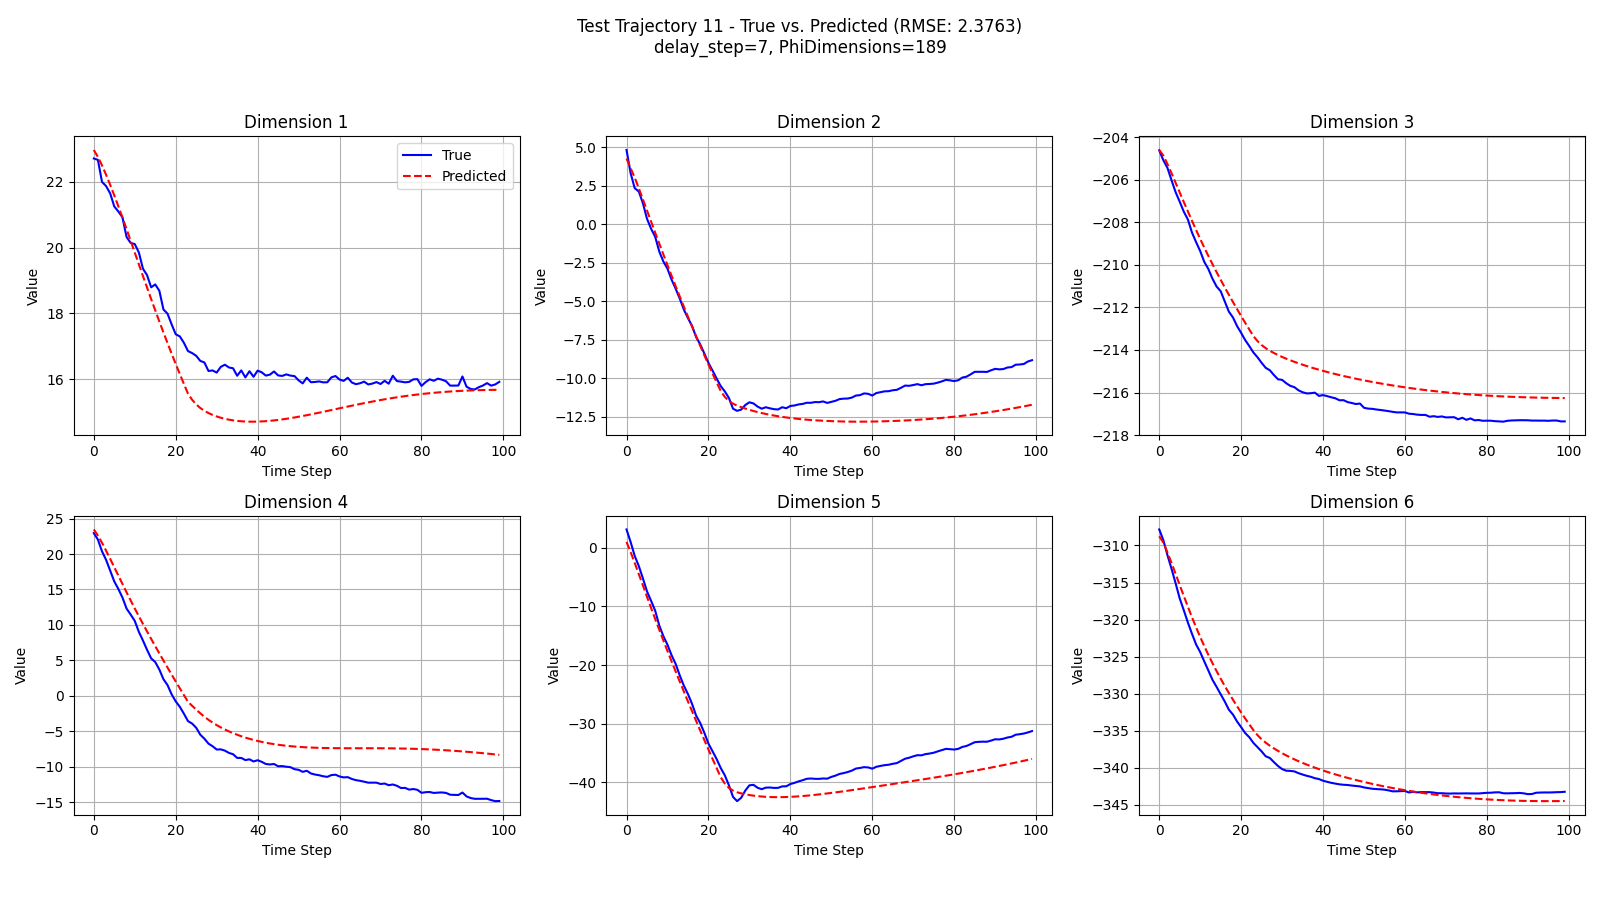 Test Trajectory 11 - True vs. Predicted (RMSE: 2.3763)
delay_step=7, PhiDimensions=189
Dimension 1
True
Predicted
22
20
18
16
Value
0 20 40 60 80 100
Time Step
Dimension 2
5.0
2.5
0.0
−2.5
−5.0
−7.5
−10.0
−12.5
Value
0 20 40 60 80 100
Time Step
Dimension 3
−204
−206
−208
−210
−212
−214
−216
−218
Value
0 20 40 60 80 100
Time Step
Dimension 4
25
20
15
10
5
0
−5
−10
−15
Value
0 20 40 60 80 100
Time Step
Dimension 5
0
−10
−20
−30
−40
Value
0 20 40 60 80 100
Time Step
Dimension 6
−310
−315
−320
−325
−330
−335
−340
−345
Value
0 20 40 60 80 100
Time Step